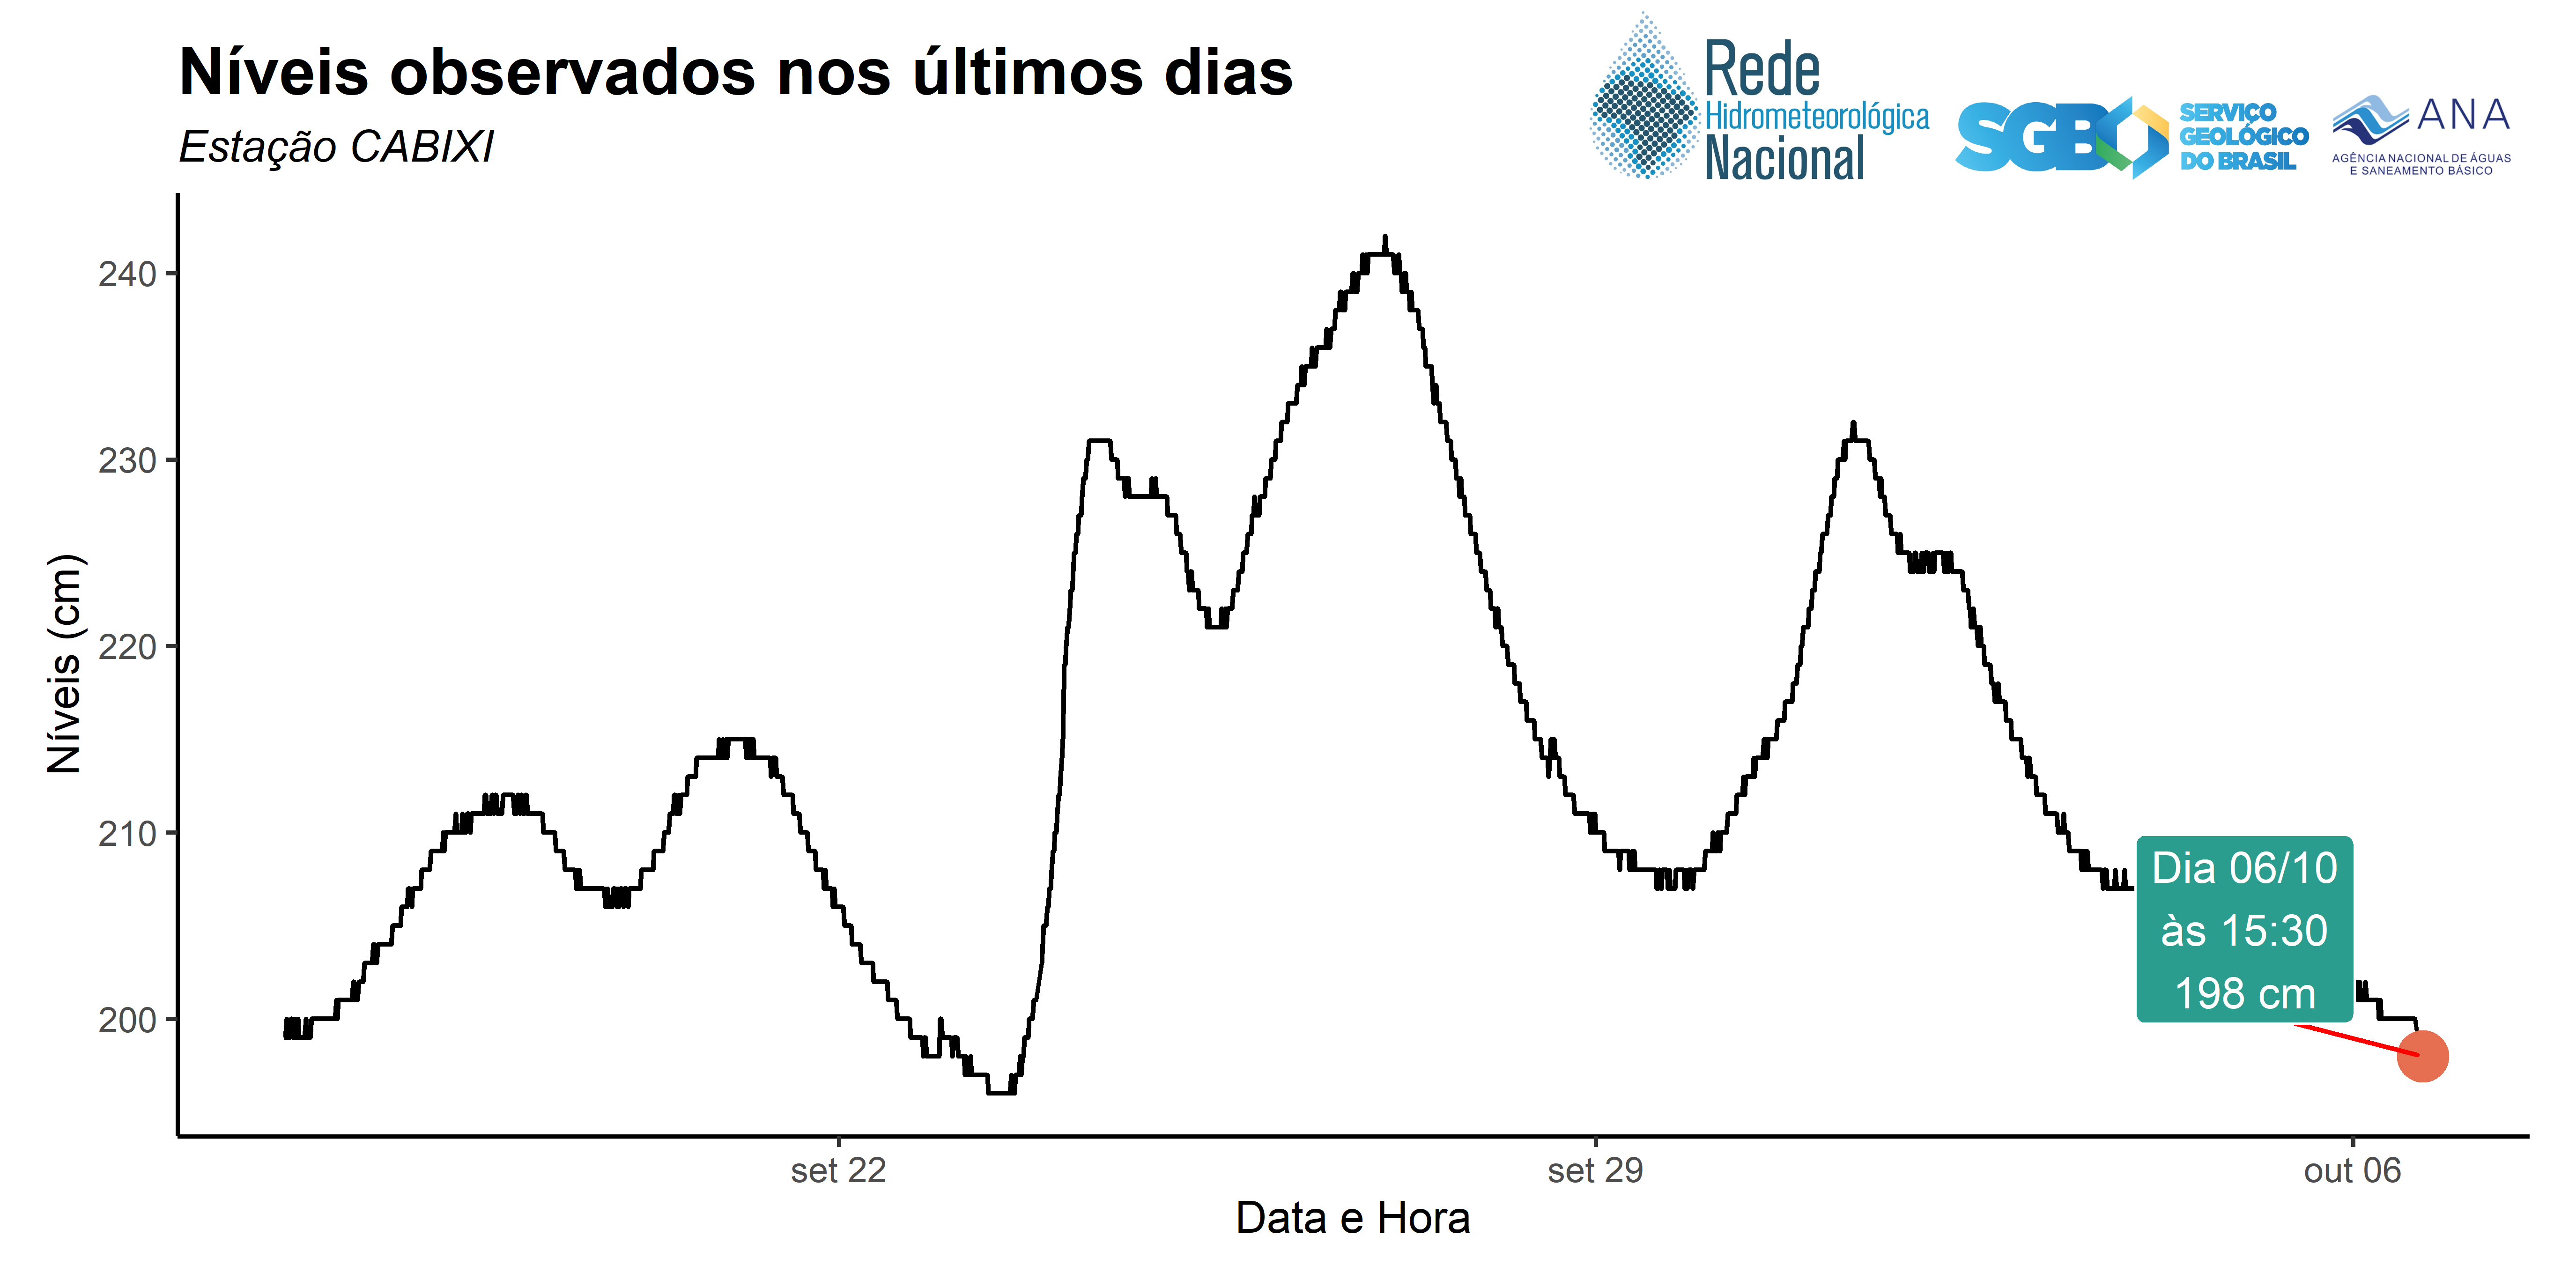 Níveis observados nos últimos dias
Estação CABIXI
Rede
Hidrometeorológica
Nacional
SGB
SERVIÇO
GEOLÓGICO
DO BRASIL
ANA
AGÊNCIA NACIONAL DE ÁGUAS
E SANEAMENTO BÁSICO
Níveis (cm)
240
230
220
210
200
Dia 06/10
às 15:30
198 cm
set 22
set 29
out 06
Data e Hora